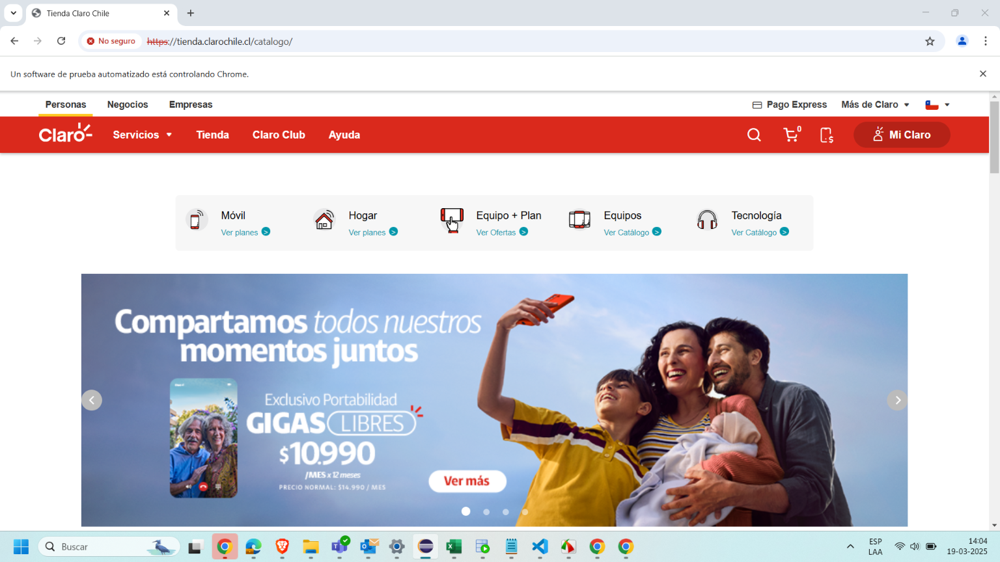 Tienda Claro Chile
No seguro
https://tienda.clarochile.cl/catalogo/
Un software de prueba automatizado está controlando Chrome.
Personas
Negocios
Empresas
Pago Express
Más de Claro
Claro
Servicios
Tienda
Claro Club
Ayuda
0
Mi Claro
Móvil
Ver planes >
Hogar
Ver planes >
Equipo + Plan
Ver Ofertas >
Equipos
Ver Catálogo >
Tecnología
Ver Catálogo >
Compartamos todos nuestros
momentos juntos
Exclusivo Portabilidad
GIGAS LIBRES
$10.990
/MES x 12 meses
PRECIO NORMAL: $14.990 / MES
Ver más
Buscar
ESP
LAA
14:04
19-03-2025